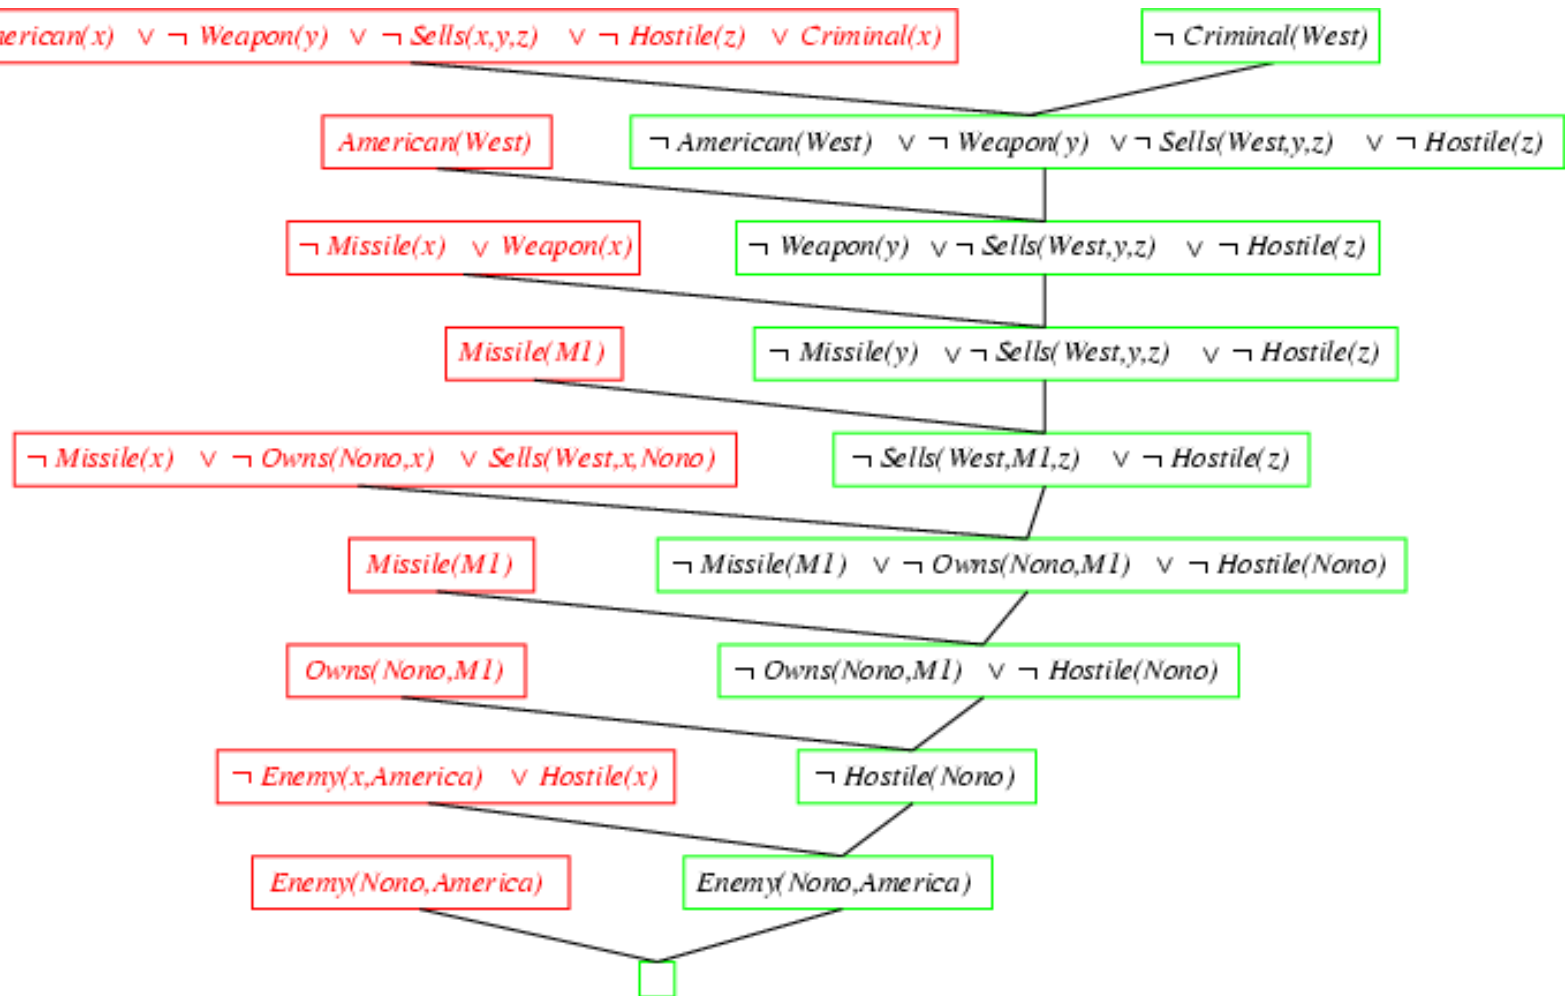 merican(x) ∨ ¬ Weapon(y) ∨ ¬ Sells(x,y,z) ∨ ¬ Hostile(z) ∨ Criminal(x) ¬ Criminal(West)
American(West) ¬ American(West) ∨ ¬ Weapon(y) ∨ ¬ Sells(West,y,z) ∨ ¬ Hostile(z)
¬ Missile(x) ∨ Weapon(x) ¬ Weapon(y) ∨ ¬ Sells(West,y,z) ∨ ¬ Hostile(z)
Missile(M1) ¬ Missile(y) ∨ ¬ Sells(West,y,z) ∨ ¬ Hostile(z)
¬ Missile(x) ∨ ¬ Owns(Nono,x) ∨ Sells(West,x,Nono) ¬ Sells(West,M1,z) ∨ ¬ Hostile(z)
Missile(M1) ¬ Missile(M1) ∨ ¬ Owns(Nono,M1) ∨ ¬ Hostile(Nono)
Owns(Nono,M1) ¬ Owns(Nono,M1) ∨ ¬ Hostile(Nono)
¬ Enemy(x,America) ∨ Hostile(x) ¬ Hostile(Nono)
Enemy(Nono,America) Enemy(Nono,America)